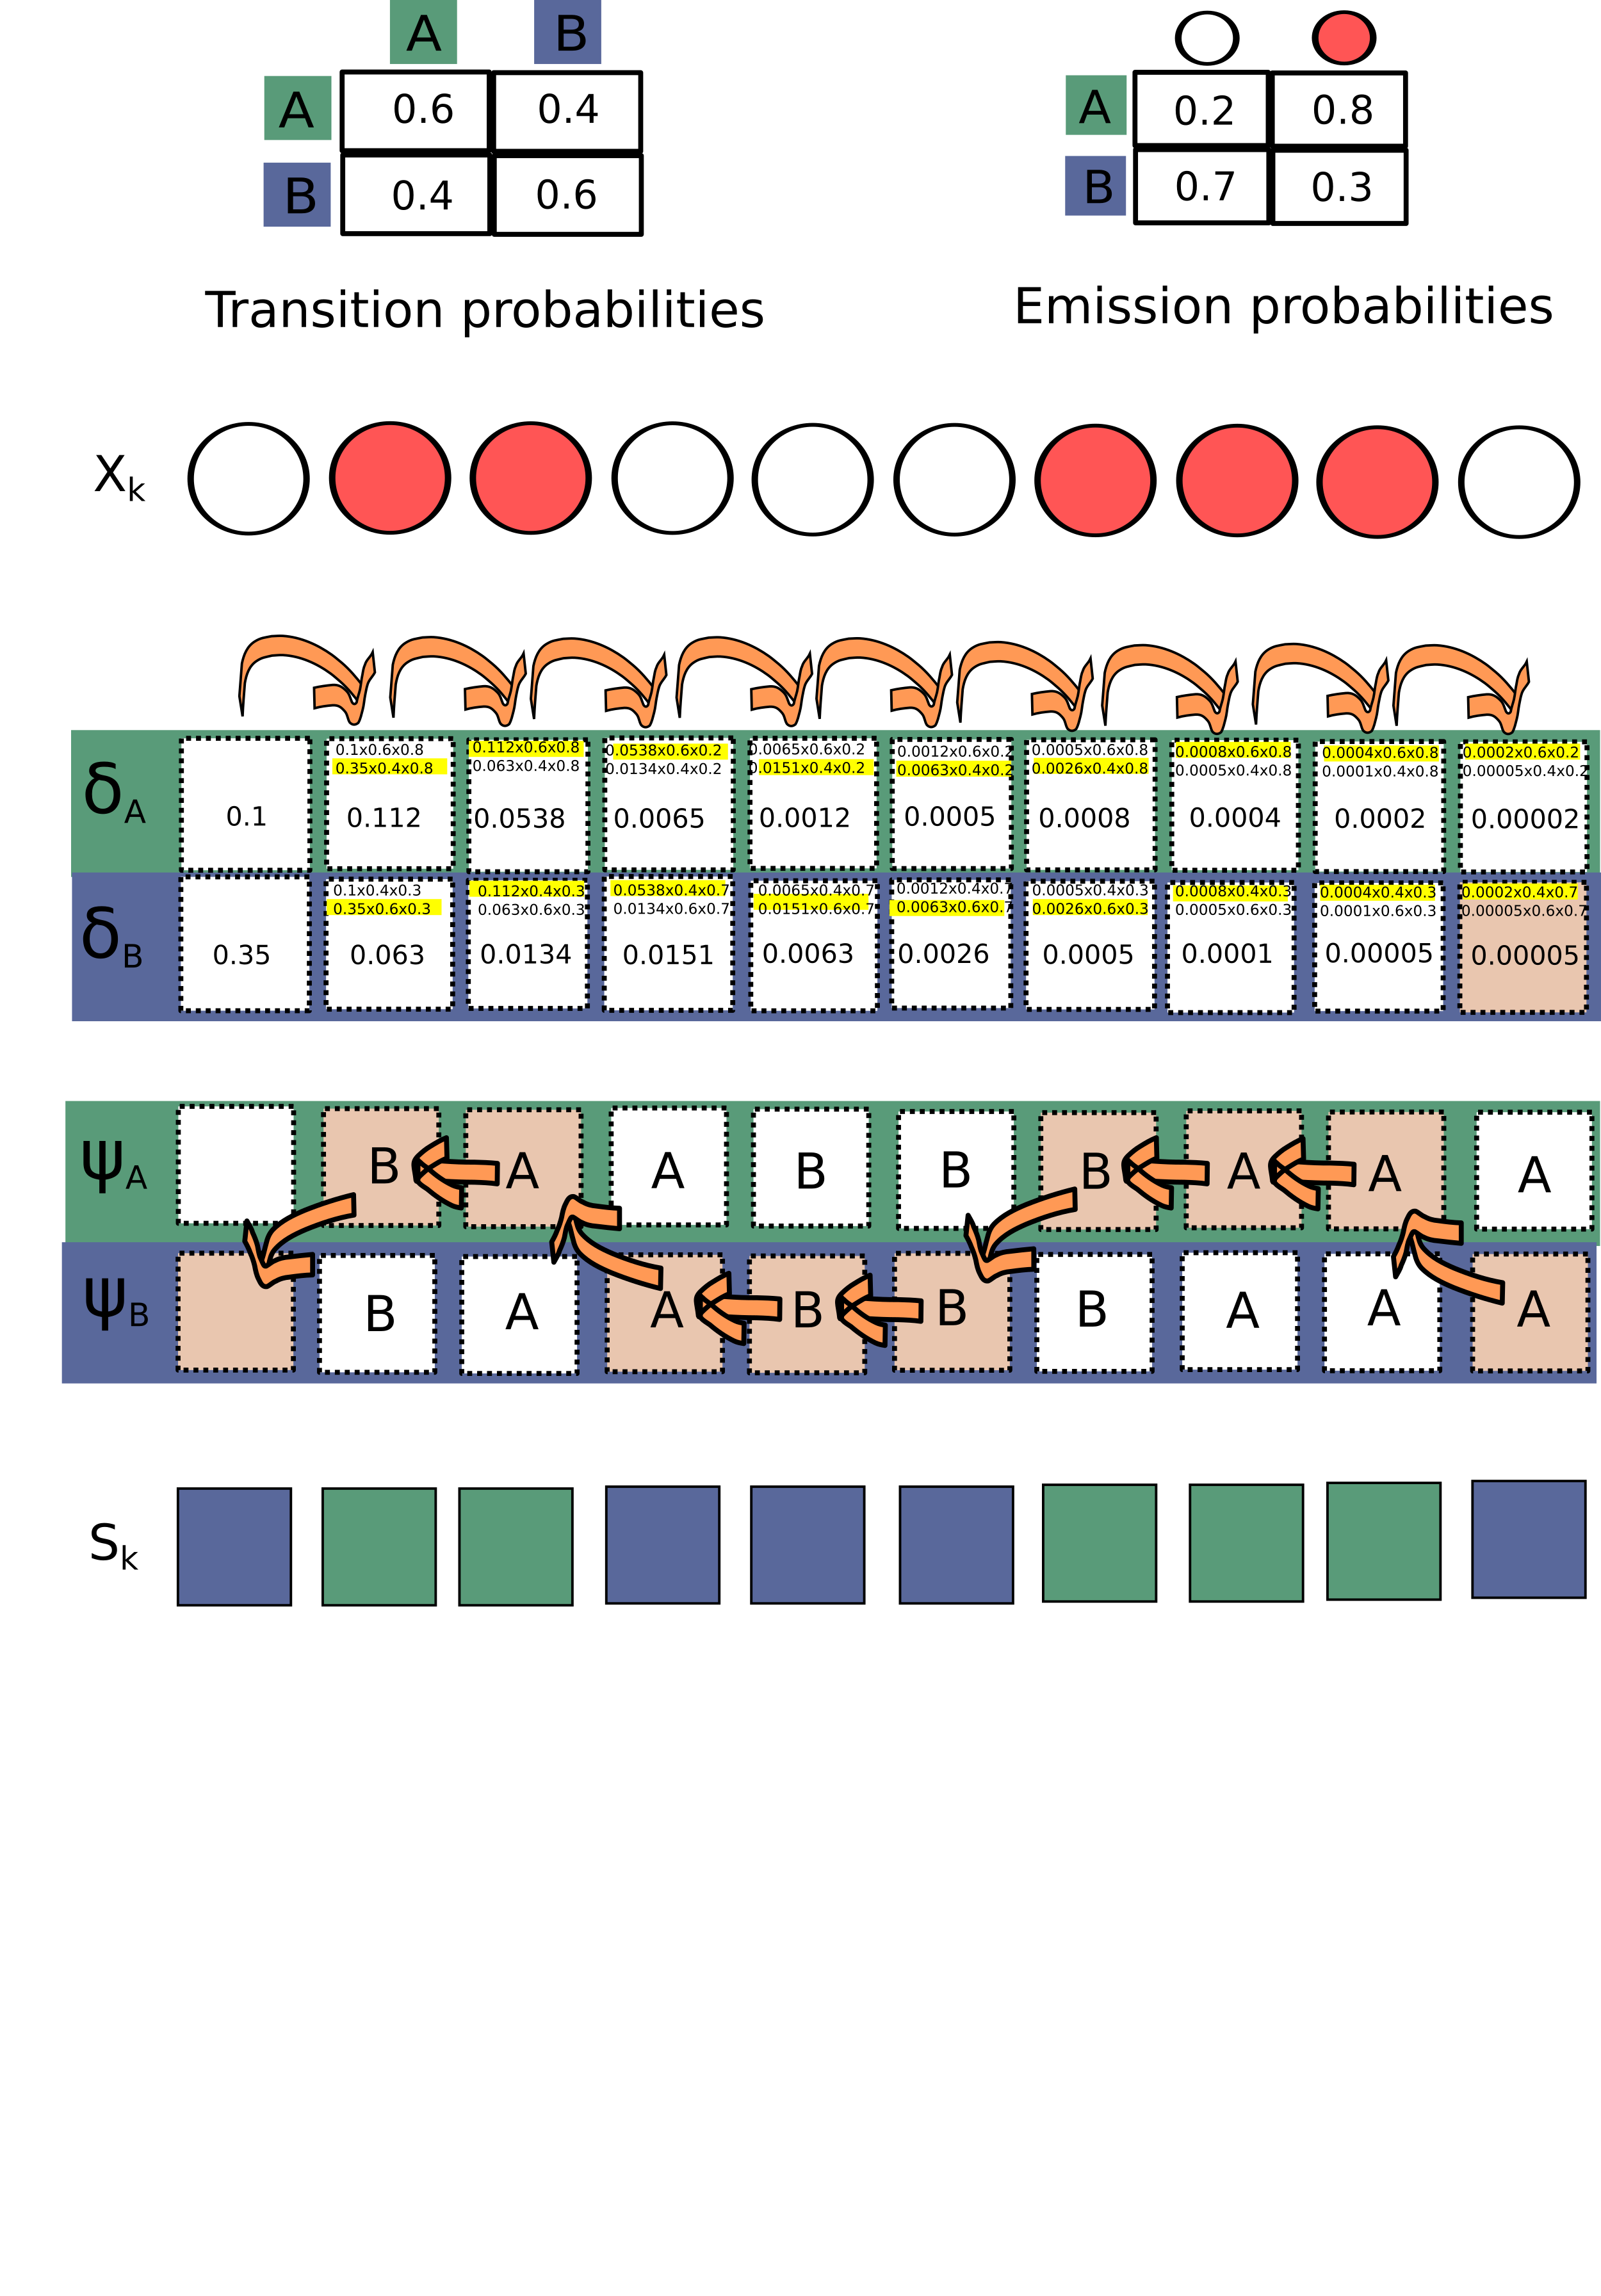 A B
A 0.6 0.4
B 0.4 0.6
Transition probabilities
A 0.2 0.8
B 0.7 0.3
Emission probabilities
Xk
0.1x0.6x0.8 0.112x0.6x0.8 0.0538x0.6x0.2 0.0065x0.6x0.2 0.0012x0.6x0.2 0.0005x0.6x0.8 0.0008x0.6x0.8 0.0004x0.6x0.8 0.0002x0.6x0.2
0.35x0.4x0.8 0.063x0.4x0.8 0.0134x0.4x0.2 0.0151x0.4x0.2 0.0063x0.4x0.2 0.0026x0.4x0.8 0.0005x0.4x0.8 0.0001x0.4x0.8 0.00005x0.4x0.2
δA 0.1 0.112 0.0538 0.0065 0.0012 0.0005 0.0008 0.0004 0.0002 0.00002
0.1x0.4x0.3 0.112x0.4x0.3 0.0538x0.4x0.7 0.0065x0.4x0.7 0.0012x0.4x0.7 0.0005x0.4x0.3 0.0008x0.4x0.3 0.0004x0.4x0.3 0.0002x0.4x0.7
0.35x0.6x0.3 0.063x0.6x0.3 0.0134x0.6x0.7 0.0151x0.6x0.7 0.0063x0.6x0.7 0.0026x0.6x0.3 0.0005x0.6x0.3 0.0001x0.6x0.3 0.00005x0.6x0.7
δB 0.35 0.063 0.0134 0.0151 0.0063 0.0026 0.0005 0.0001 0.00005 0.00005
ψA B A A B B B A A A
ψB B A A B B B A A A
Sk